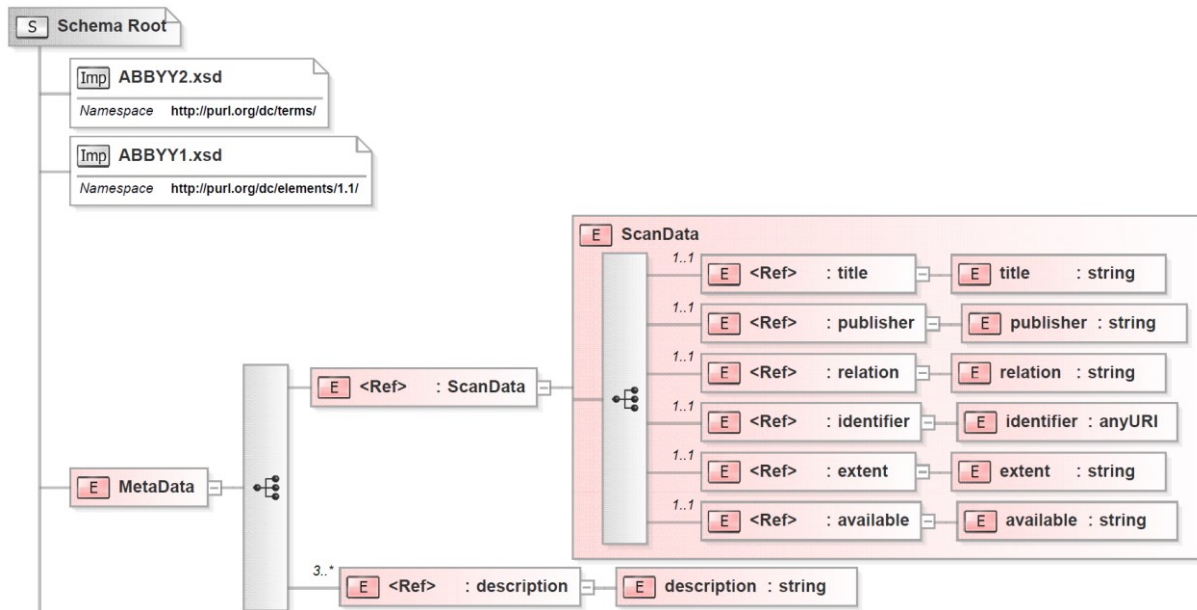 S Schema Root
Imp ABBYY2.xsd
Namespace http://purl.org/dc/terms/
Imp ABBYY1.xsd
Namespace http://purl.org/dc/elements/1.1/
E ScanData
1..1 E <Ref> : title E title : string
1..1 E <Ref> : publisher E publisher : string
1..1 E <Ref> : relation E relation : string
E <Ref> : ScanData
1..1 E <Ref> : identifier E identifier : anyURI
1..1 E <Ref> : extent E extent : string
E MetaData
1..1 E <Ref> : available E available : string
3..* E <Ref> : description E description : string